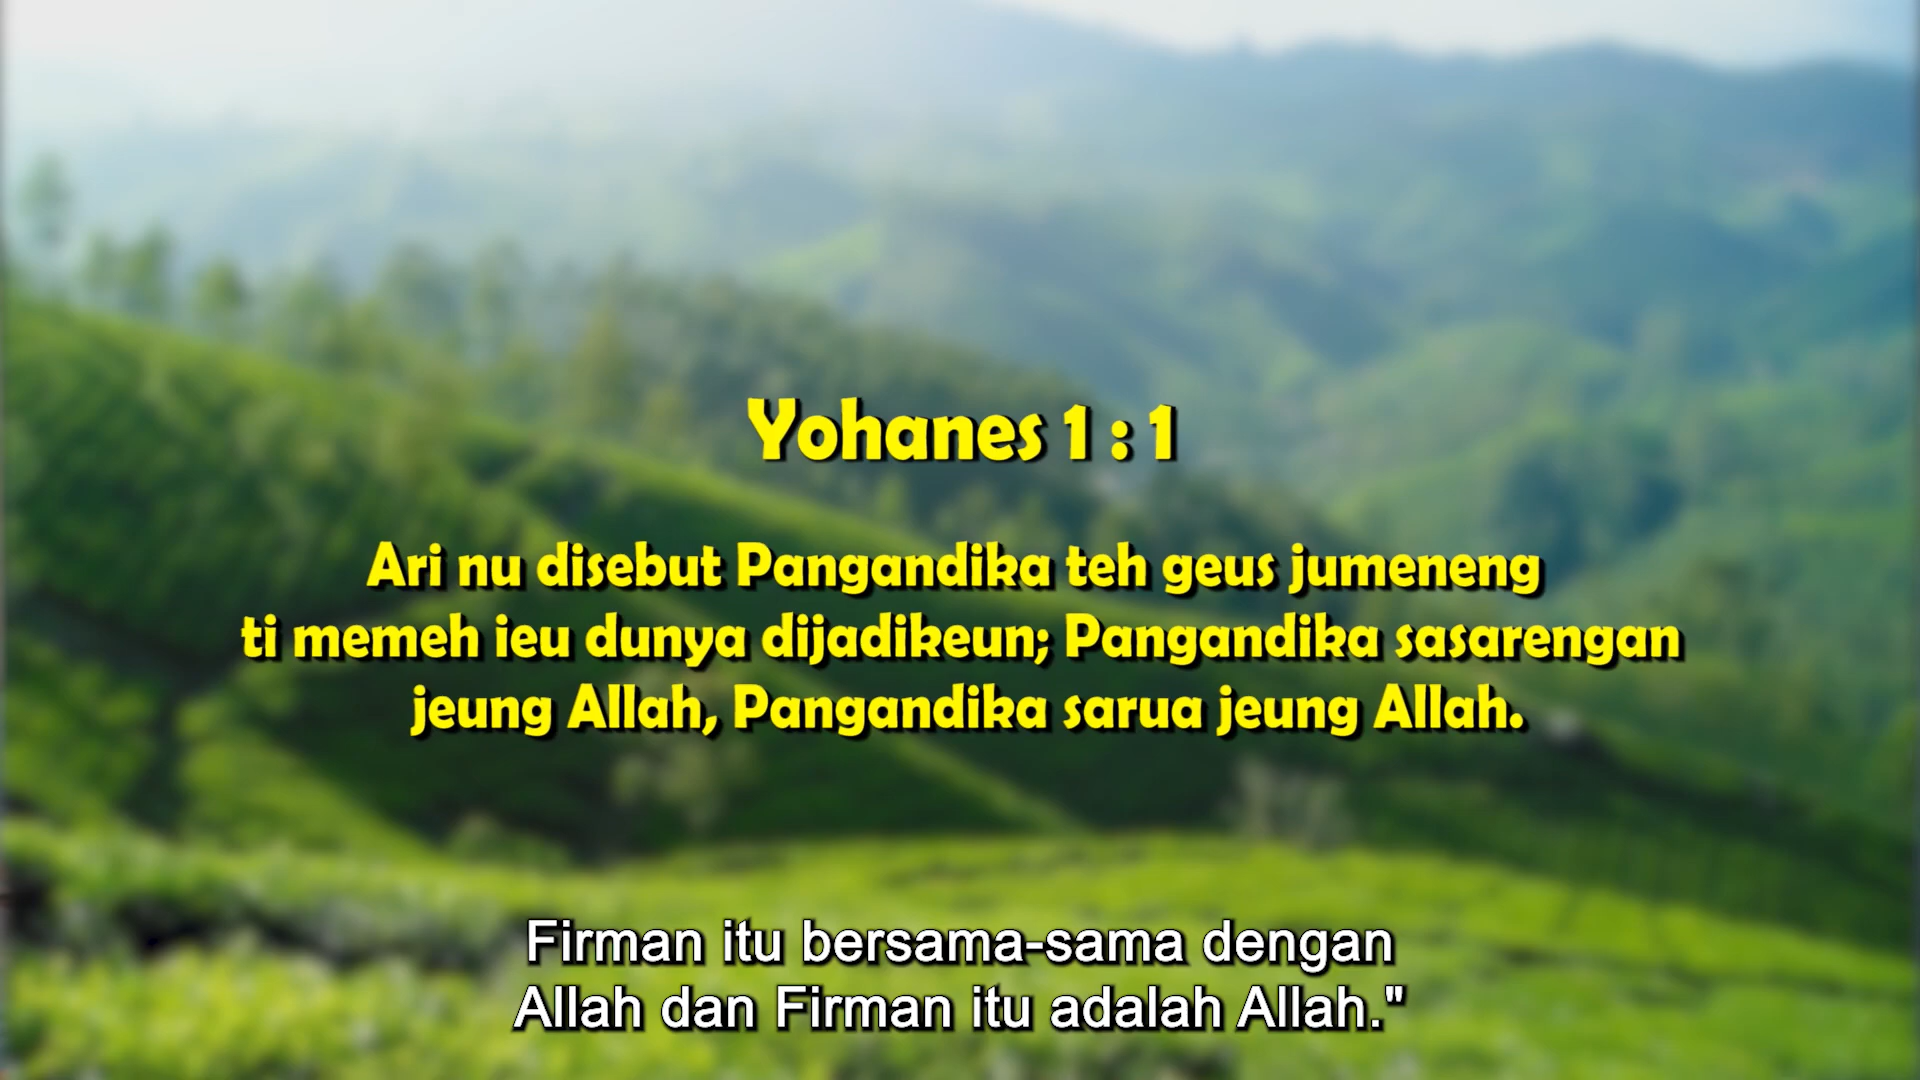 Yohanes 1 : 1
Ari nu disebut Pangandika teh geus jumeneng
ti memeh ieu dunya dijadikeun; Pangandika sasarengan
jeung Allah, Pangandika sarua jeung Allah.
Firman itu bersama-sama dengan
Allah dan Firman itu adalah Allah."